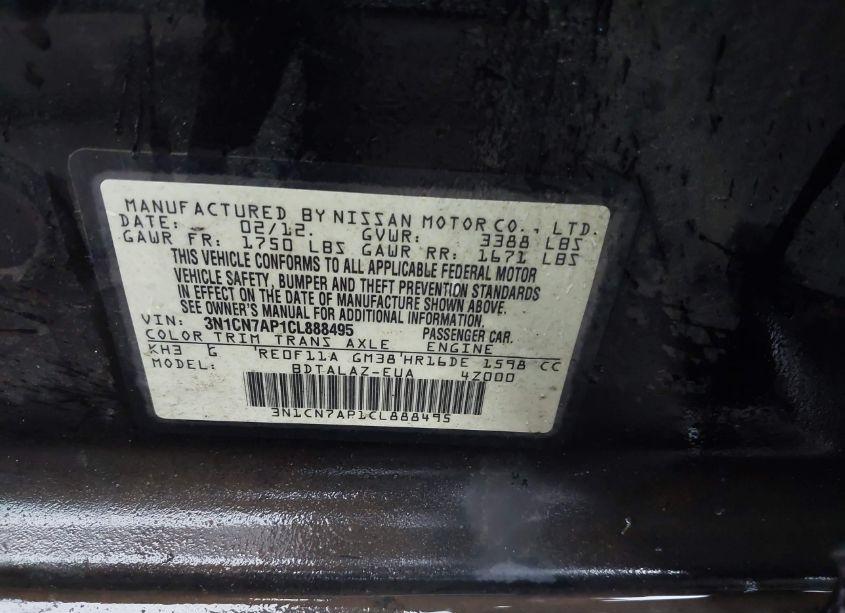 MANUFACTURED BY NISSAN MOTOR CO., LTD.
DATE: 02/12. GVWR: 3388 LBS
GAWR FR: 1750 LBS GAWR RR: 1671 LBS
THIS VEHICLE CONFORMS TO ALL APPLICABLE FEDERAL MOTOR
VEHICLE SAFETY, BUMPER AND THEFT PREVENTION STANDARDS
IN EFFECT ON THE DATE OF MANUFACTURE SHOWN ABOVE.
SEE OWNER'S MANUAL FOR ADDITIONAL INFORMATION.
VIN: 3N1CN7AP1CL888495 PASSENGER CAR.
COLOR TRIM TRANS AXLE ENGINE
KH3 G RE0F11A GM38 HR16DE 1598 CC
MODEL: BDTALAZ-EUA 4Z000
3N1CN7AP1CL888495